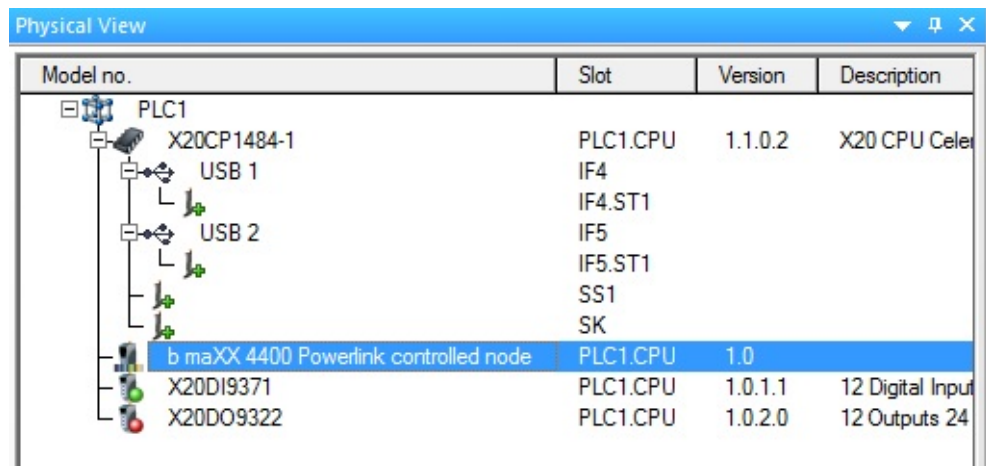 Physical View
Model no. Slot Version Description
PLC1
X20CP1484-1 PLC1.CPU 1.1.0.2 X20 CPU Celer
USB 1 IF4
IF4.ST1
USB 2 IF5
IF5.ST1
SS1
SK
b maXX 4400 Powerlink controlled node PLC1.CPU 1.0
X20DI9371 PLC1.CPU 1.0.1.1 12 Digital Input
X20DO9322 PLC1.CPU 1.0.2.0 12 Outputs 24